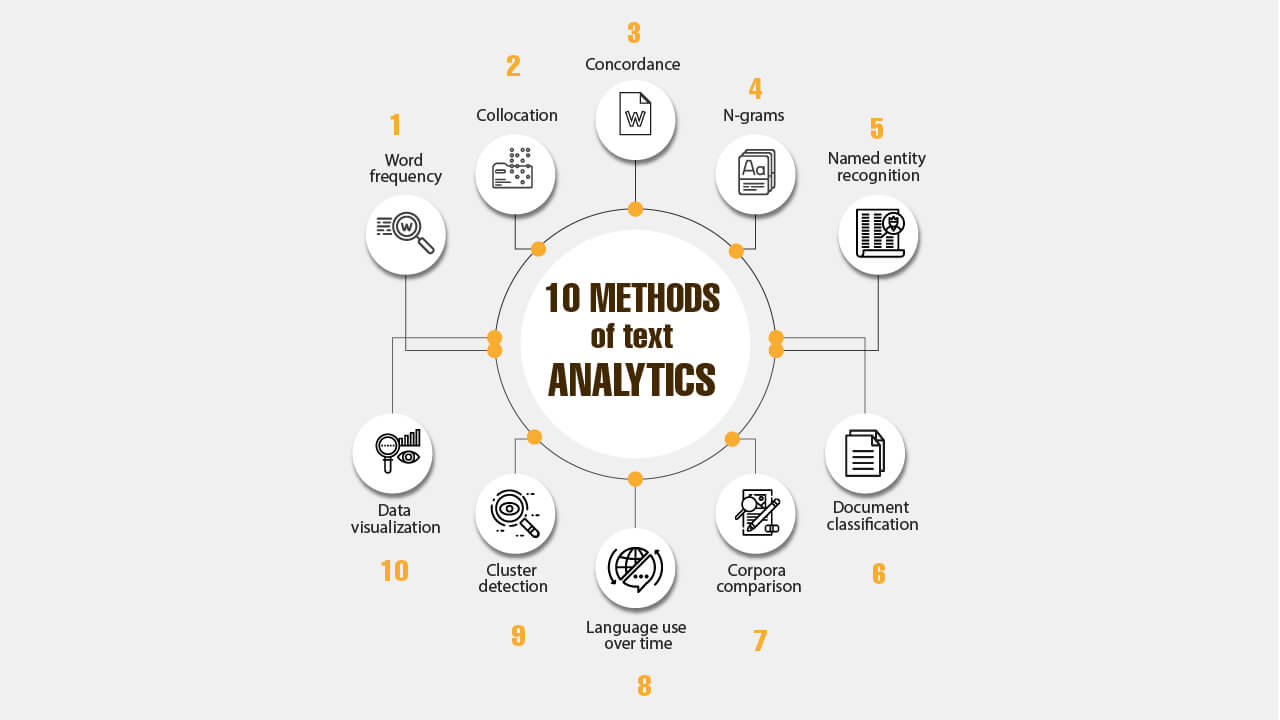 10 METHODS
of text
ANALYTICS
1
Word
frequency
W
2
Collocation
3
Concordance
W
4
N-grams
Aa
5
Named entity
recognition
Document
classification
6
Corpora
comparison
7
Language use
over time
8
Cluster
detection
9
Data
visualization
10